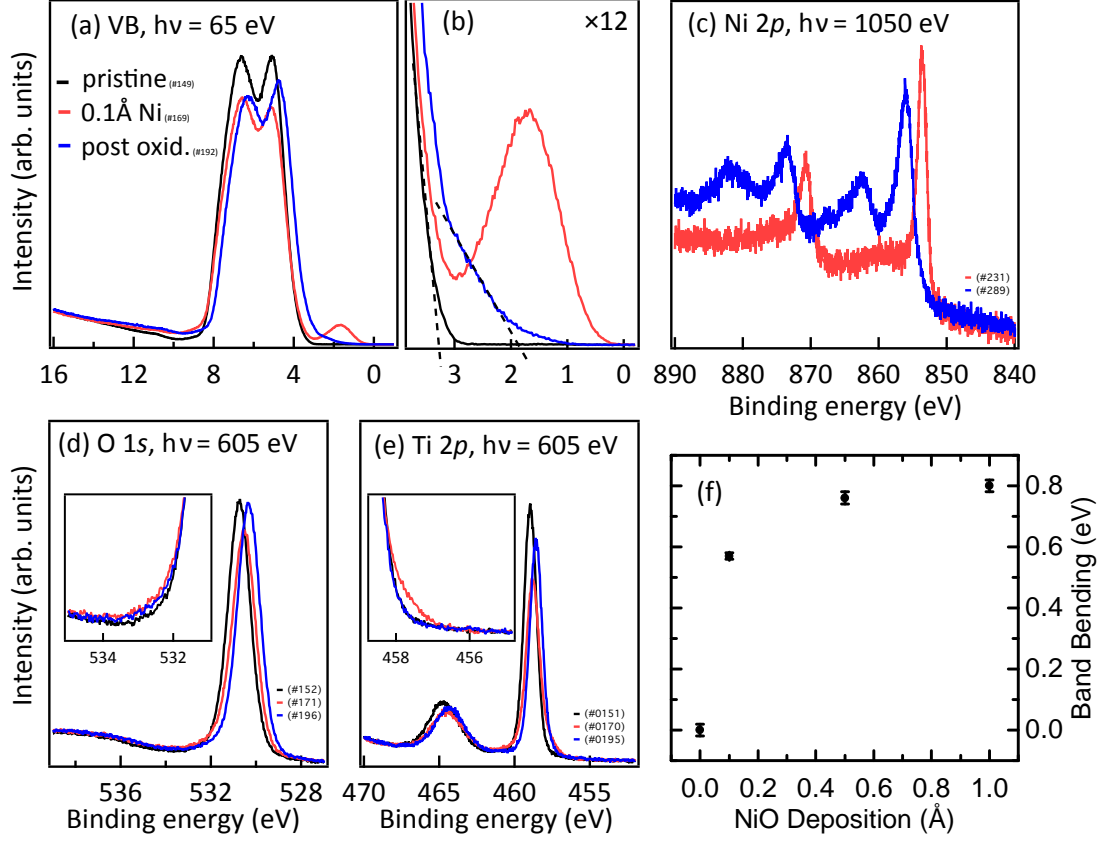 (a) VB, hν = 65 eV
pristine (#149)
0.1Å Ni (#169)
post oxid. (#192)
Intensity (arb. units)
16 12 8 4 0
(b) ×12
3 2 1 0
(c) Ni 2p, hν = 1050 eV
(#231)
(#289)
890 880 870 860 850 840
Binding energy (eV)
(d) O 1s, hν = 605 eV
Intensity (arb. units)
534 532
(#152)
(#171)
(#196)
536 532 528
Binding energy (eV)
(e) Ti 2p, hν = 605 eV
458 456
(#0151)
(#0170)
(#0195)
470 465 460 455
Binding energy (eV)
(f)
0.8
0.6
0.4
0.2
0.0
Band Bending (eV)
0.0 0.2 0.4 0.6 0.8 1.0
NiO Deposition (Å)